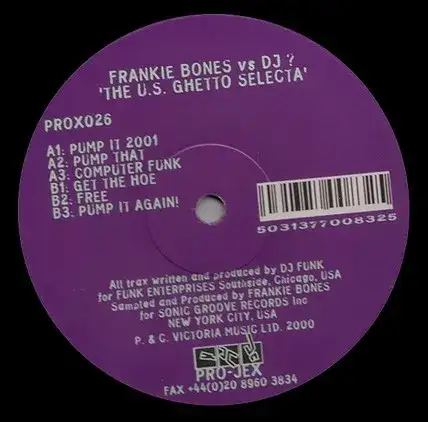 FRANKIE BONES vs DJ ?
'THE U.S. GHETTO SELECTA'
PROX026
A1: PUMP IT 2001
A2: PUMP THAT
A3: COMPUTER FUNK
B1: GET THE HOE
B2: FREE
B3: PUMP IT AGAIN!
5031377008325
All trax written and produced by DJ FUNK
for FUNK ENTERPRISES Southside, Chicago, USA
Sampled and Produced by FRANKIE BONES
for SONIC GROOVE RECORDS Inc
NEW YORK CITY, USA
P. & C. VICTORIA MUSIC LTD. 2000
PRO-JEX
FAX +44(0)20 8960 3834